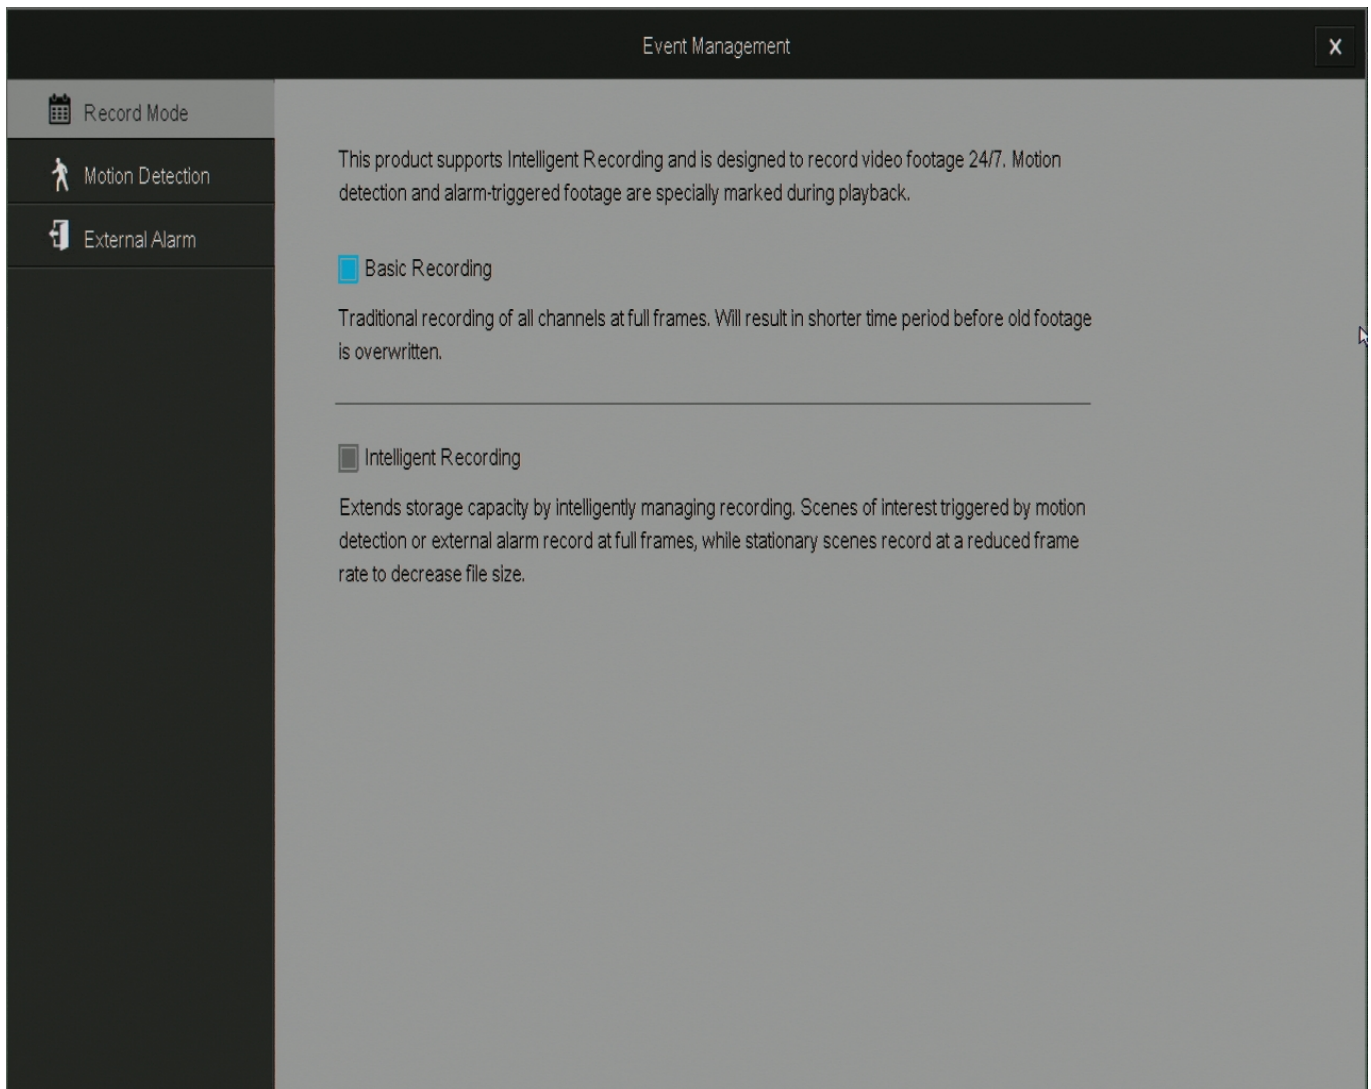 Event Management
X
Record Mode
Motion Detection
External Alarm
This product supports Intelligent Recording and is designed to record video footage 24/7. Motion
detection and alarm-triggered footage are specially marked during playback.
Basic Recording
Traditional recording of all channels at full frames. Will result in shorter time period before old footage
is overwritten.
Intelligent Recording
Extends storage capacity by intelligently managing recording. Scenes of interest triggered by motion
detection or external alarm record at full frames, while stationary scenes record at a reduced frame
rate to decrease file size.